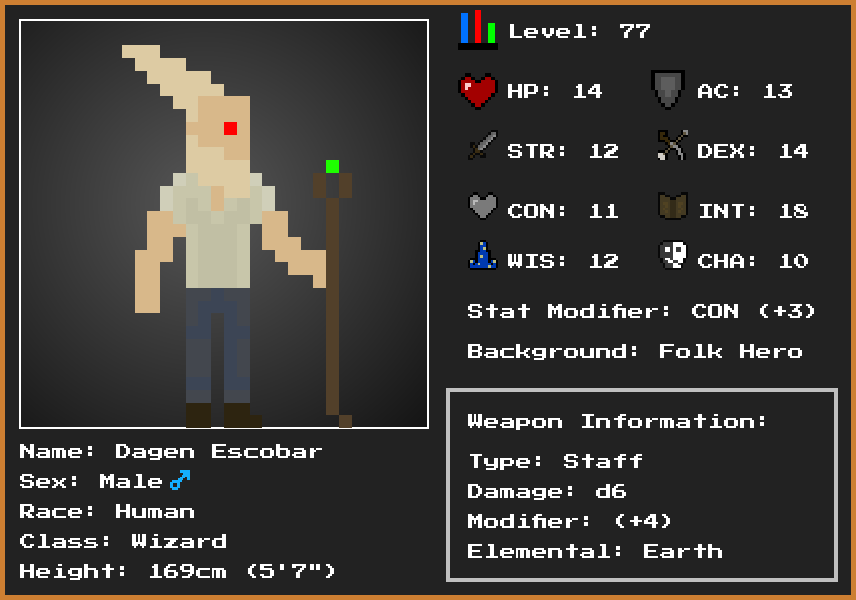 Level: 77
HP: 14
AC: 13
STR: 12
DEX: 14
CON: 11
INT: 18
WIS: 12
CHA: 10
Stat Modifier: CON (+3)
Background: Folk Hero
Weapon Information:
Type: Staff
Damage: d6
Modifier: (+4)
Elemental: Earth
Name: Dagen Escobar
Sex: Male♂
Race: Human
Class: Wizard
Height: 169cm (5'7")